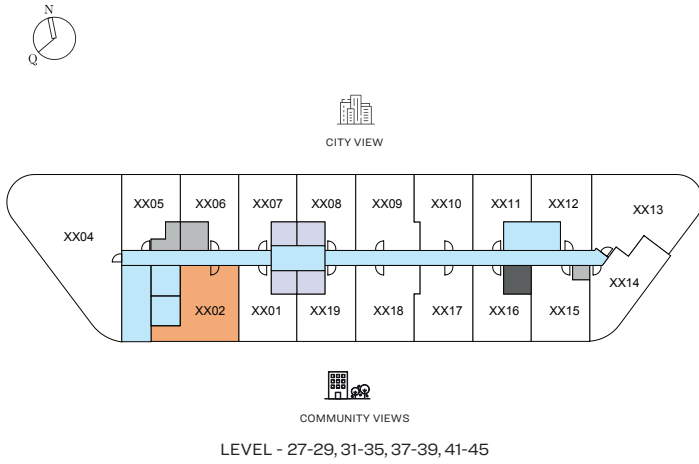 N
Q
CITY VIEW
XX04
XX05
XX06
XX07
XX08
XX09
XX10
XX11
XX12
XX13
XX14
XX02
XX01
XX19
XX18
XX17
XX16
XX15
COMMUNITY VIEWS
LEVEL - 27-29, 31-35, 37-39, 41-45